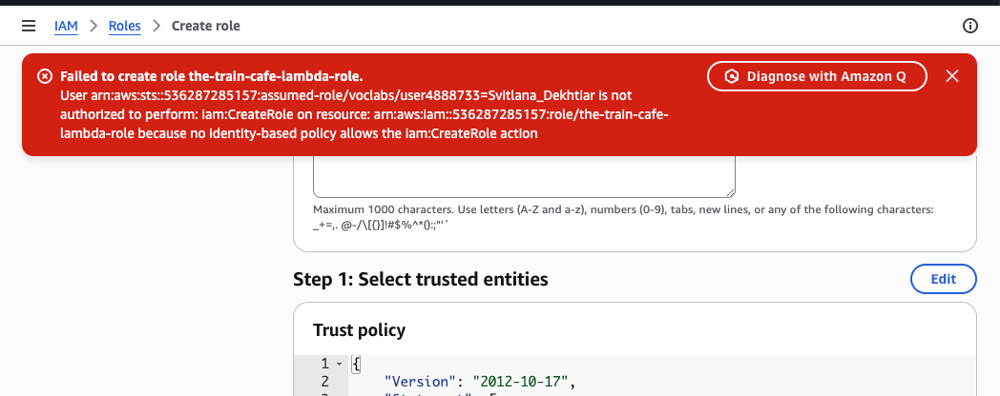 IAM > Roles > Create role
Failed to create role the-train-cafe-lambda-role.
Diagnose with Amazon Q
User arn:aws:sts::536287285157:assumed-role/voclabs/user4888733=Svitlana_Dekhtiar is not
authorized to perform: iam:CreateRole on resource: arn:aws:iam::536287285157:role/the-train-cafe-
lambda-role because no identity-based policy allows the iam:CreateRole action
Maximum 1000 characters. Use letters (A-Z and a-z), numbers (0-9), tabs, new lines, or any of the following characters:
_+=,. @-/\[{}]!#$%^*();:"'`
Step 1: Select trusted entities
Edit
Trust policy
1 {
2 "Version": "2012-10-17",